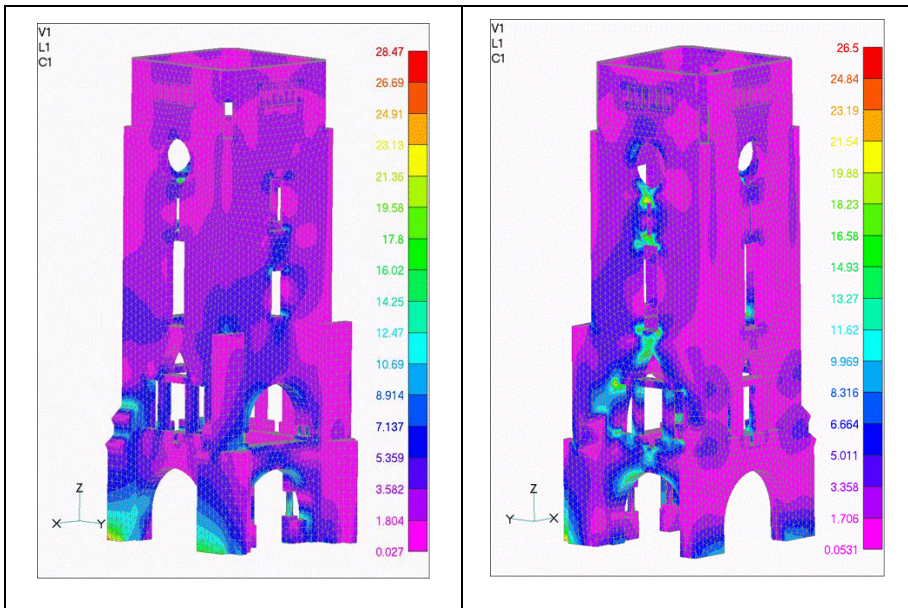 V1
L1
C1
28.47
26.69
24.91
23.13
21.36
19.58
17.8
16.02
14.25
12.47
10.69
8.914
7.137
5.359
3.582
1.804
0.027
Z
X
Y
V1
L1
C1
26.5
24.84
23.19
21.54
19.88
18.23
16.58
14.93
13.27
11.62
9.969
8.316
6.664
5.011
3.358
1.706
0.0531
Z
Y
X